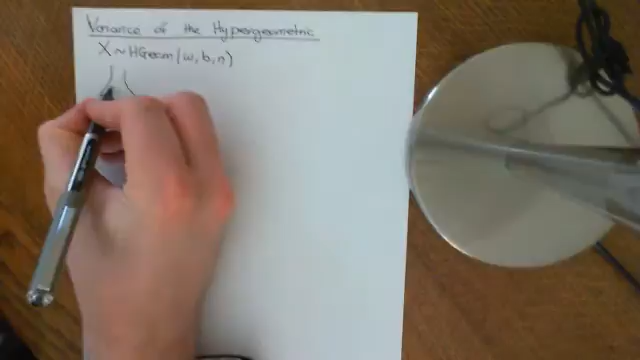 Variance of the Hypergeometric
X ~ HGeom(w, b, n)